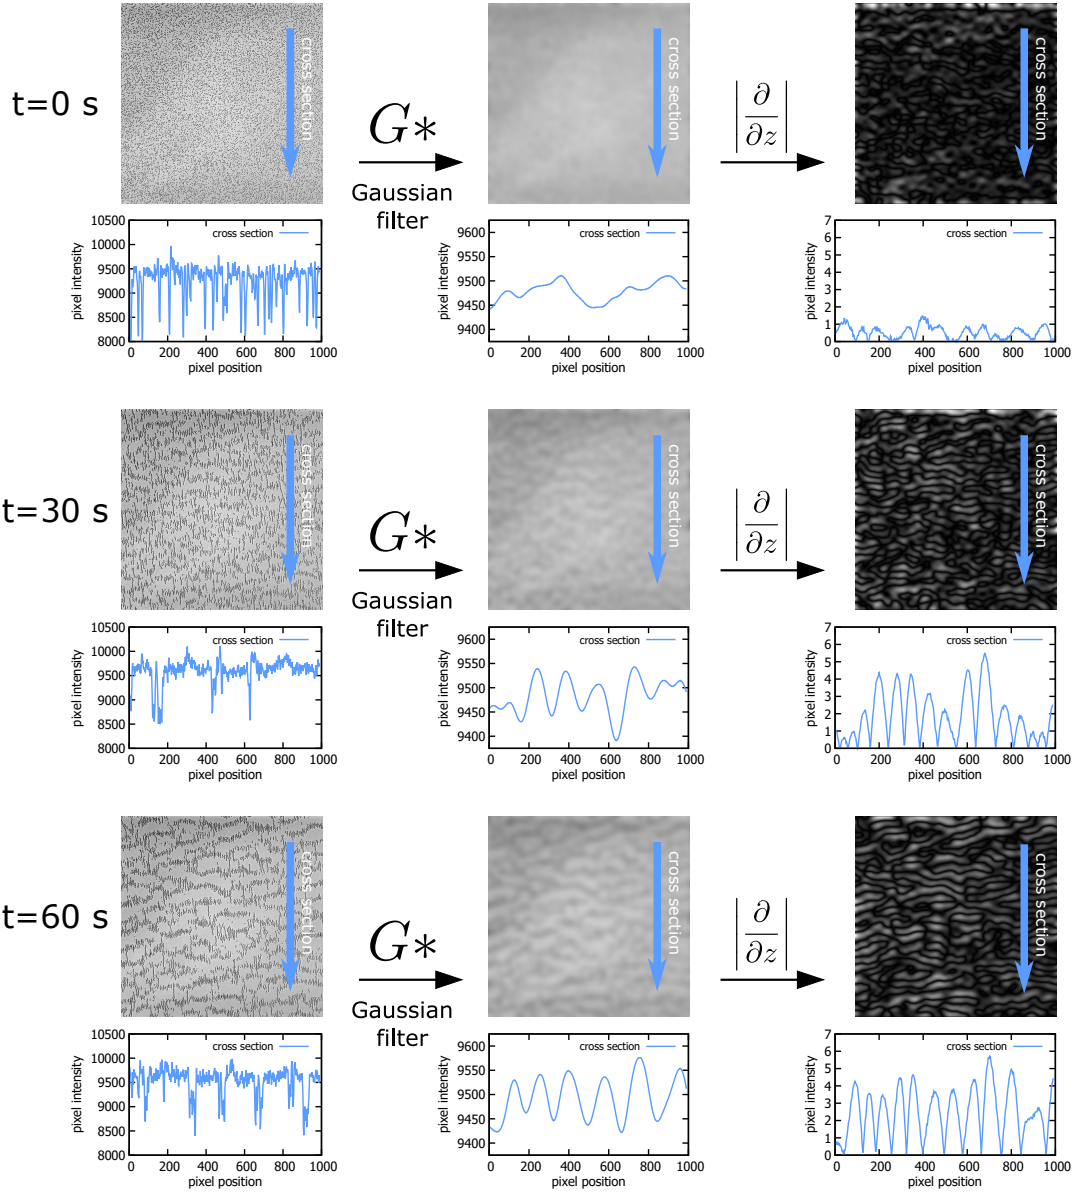 cross section
cross section
cross section
t=0 s
G*
Gaussian
filter
|∂/∂z|
10500
10000
9500
9000
8500
8000
pixel intensity
cross section
0 200 400 600 800 1000
pixel position
9600
9550
9500
9450
9400
pixel intensity
cross section
0 200 400 600 800 1000
pixel position
7
6
5
4
3
2
1
0
pixel intensity
cross section
0 200 400 600 800 1000
pixel position
cross section
cross section
cross section
t=30 s
G*
Gaussian
filter
|∂/∂z|
10500
10000
9500
9000
8500
8000
pixel intensity
cross section
0 200 400 600 800 1000
pixel position
9600
9550
9500
9450
9400
pixel intensity
cross section
0 200 400 600 800 1000
pixel position
7
6
5
4
3
2
1
0
pixel intensity
cross section
0 200 400 600 800 1000
pixel position
cross section
cross section
cross section
t=60 s
G*
Gaussian
filter
|∂/∂z|
10500
10000
9500
9000
8500
8000
pixel intensity
cross section
0 200 400 600 800 1000
pixel position
9600
9550
9500
9450
9400
pixel intensity
cross section
0 200 400 600 800 1000
pixel position
7
6
5
4
3
2
1
0
pixel intensity
cross section
0 200 400 600 800 1000
pixel position